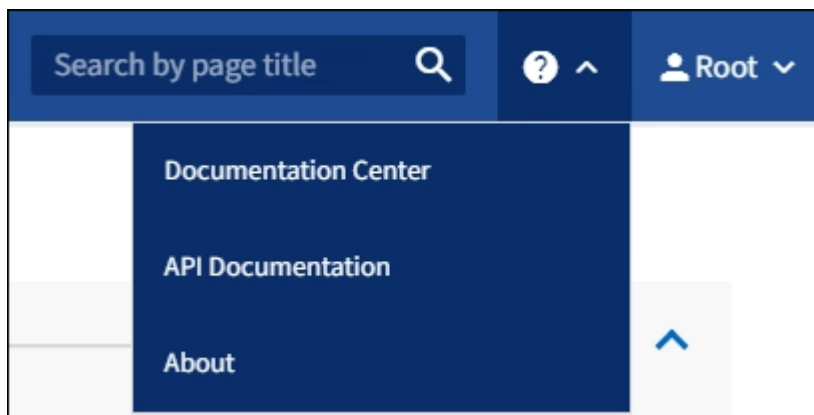 Search by page title
Root
Documentation Center
API Documentation
About